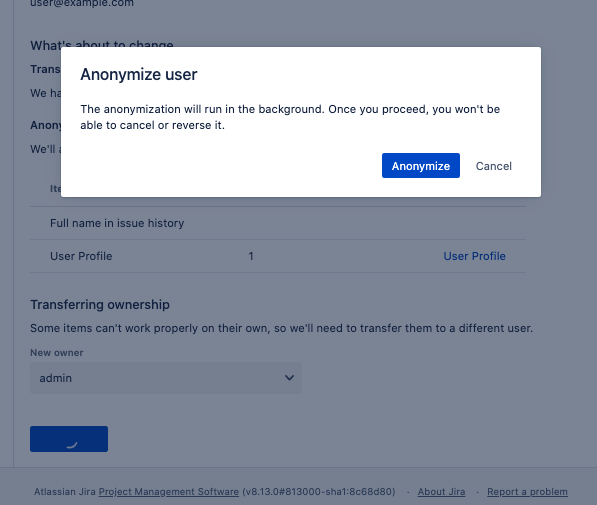 user@example.com
What's about to change
Trans
Anonymize user
We ha
The anonymization will run in the background. Once you proceed, you won't be
able to cancel or reverse it.
Anony
We'll a
Anonymize Cancel
Ite
Full name in issue history
User Profile 1 User Profile
Transferring ownership
Some items can't work properly on their own, so we'll need to transfer them to a different user.
New owner
admin
Atlassian Jira Project Management Software (v8.13.0#813000-sha1:8c68d80) · About Jira · Report a problem